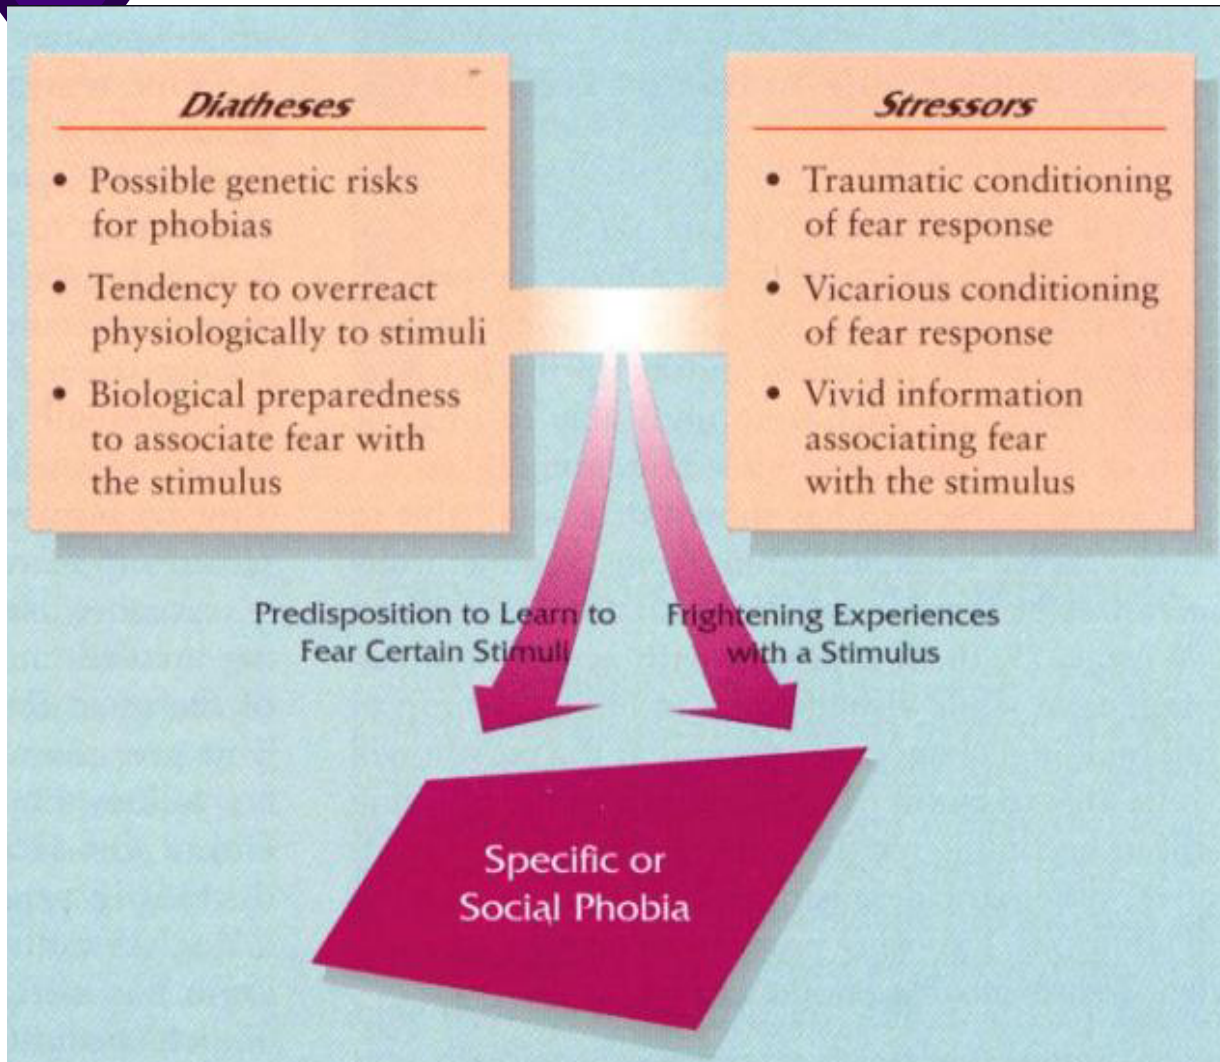 Diatheses
• Possible genetic risks
for phobias
• Tendency to overreact
physiologically to stimuli
• Biological preparedness
to associate fear with
the stimulus
Stressors
• Traumatic conditioning
of fear response
• Vicarious conditioning
of fear response
• Vivid information
associating fear
with the stimulus
Predisposition to Learn to
Fear Certain Stimuli
Frightening Experiences
with a Stimulus
Specific or
Social Phobia